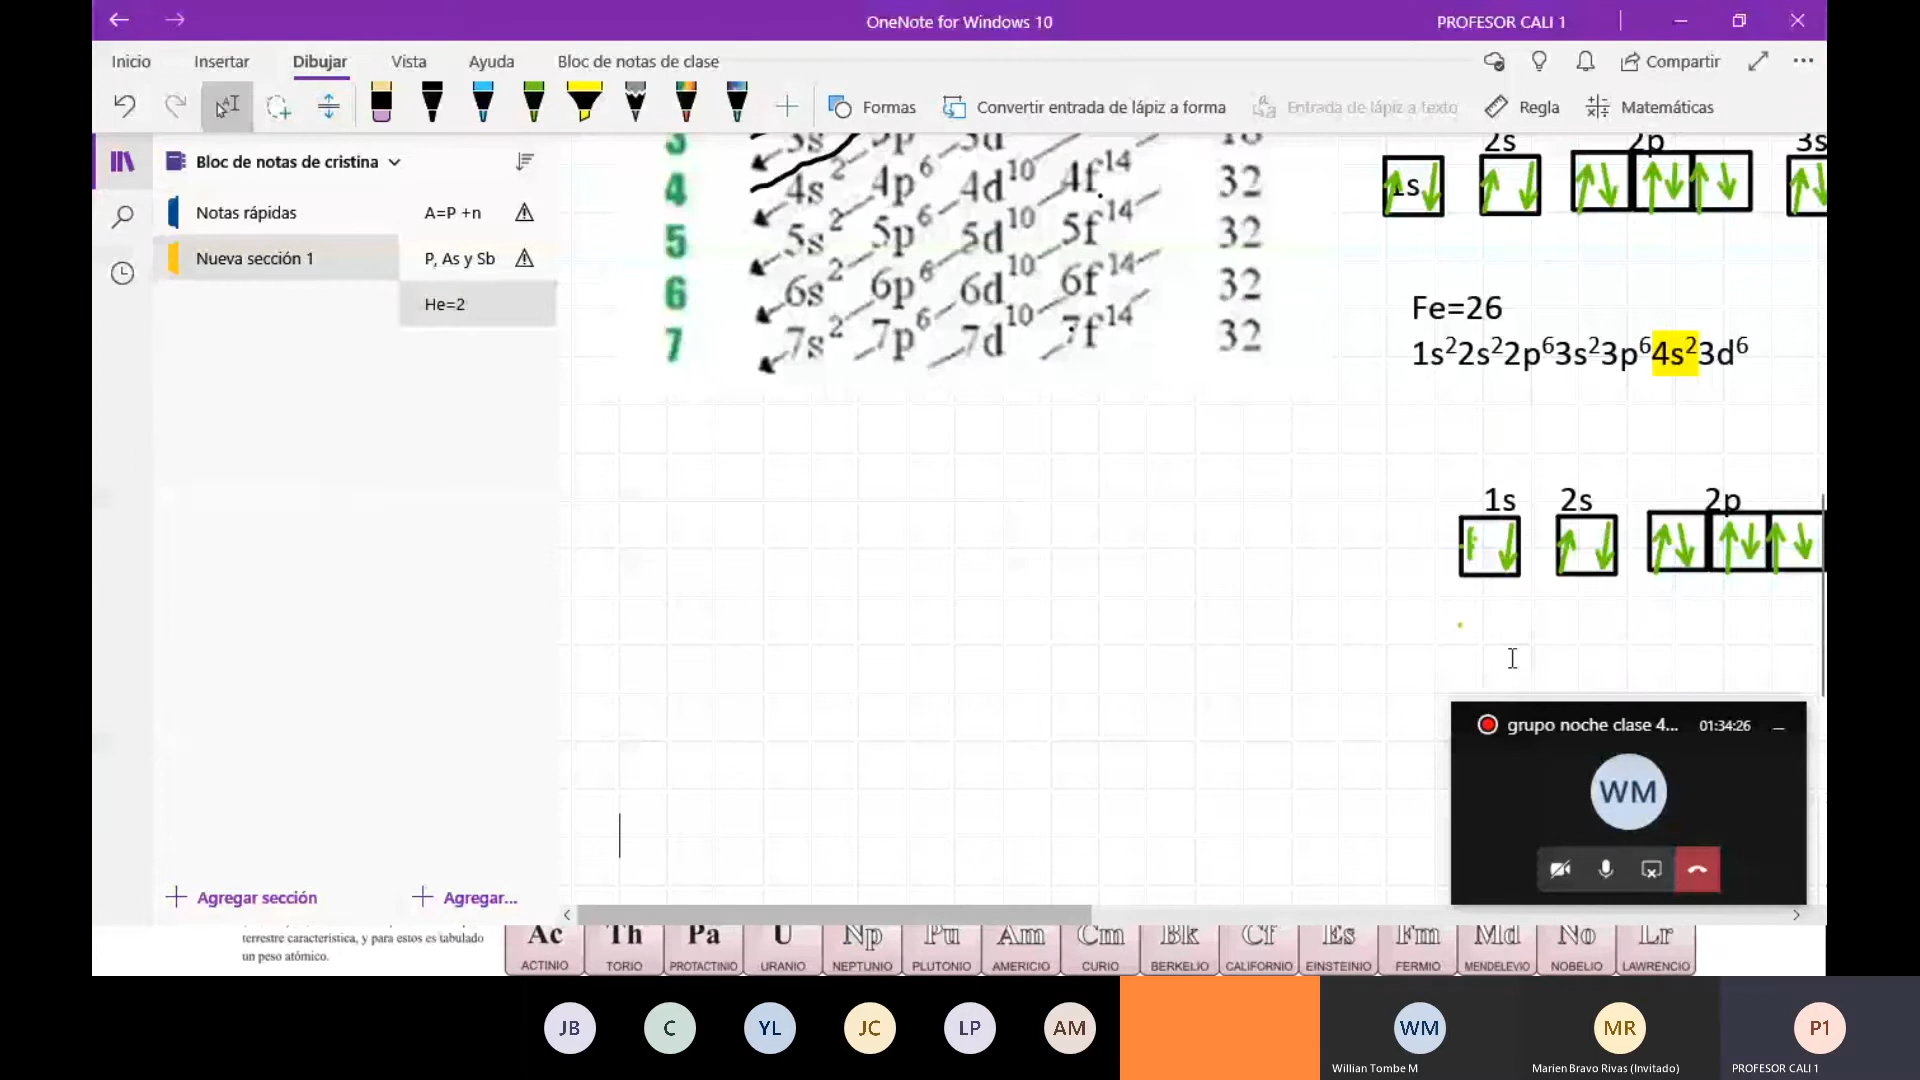 OneNote for Windows 10
PROFESOR CALI 1
Inicio
Insertar
Dibujar
Vista
Ayuda
Bloc de notas de clase
Compartir
Formas
Convertir entrada de lápiz a forma
Entrada de lápiz a texto
Regla
Matemáticas
Bloc de notas de cristina
Notas rápidas
Nueva sección 1
A=P +n
P, As y Sb
He=2
3 3s 3p 3d 18
4 4s² 4p⁶ 4d¹⁰ 4f¹⁴ 32
5 5s² 5p⁶ 5d¹⁰ 5f¹⁴ 32
6 6s² 6p⁶ 6d¹⁰ 6f¹⁴ 32
7 7s² 7p⁶ 7d¹⁰ 7f¹⁴ 32
2s 2p 3s
1s
Fe=26
1s²2s²2p⁶3s²3p⁶4s²3d⁶
1s 2s 2p
grupo noche clase 4... 01:34:26
WM
Agregar sección
Agregar...
terrestre característica, y para estos es tabulado
un peso atómico.
Ac Th Pa U Np Pu Am Cm Bk Cf Es Fm Md No Lr
ACTINIO TORIO PROTACTINIO URANIO NEPTUNIO PLUTONIO AMERICIO CURIO BERKELIO CALIFORNIO EINSTEINIO FERMIO MENDELEVIO NOBELIO LAWRENCIO
JB C YL JC LP AM WM MR P1
Willian Tombe M
Marien Bravo Rivas (Invitado)
PROFESOR CALI 1